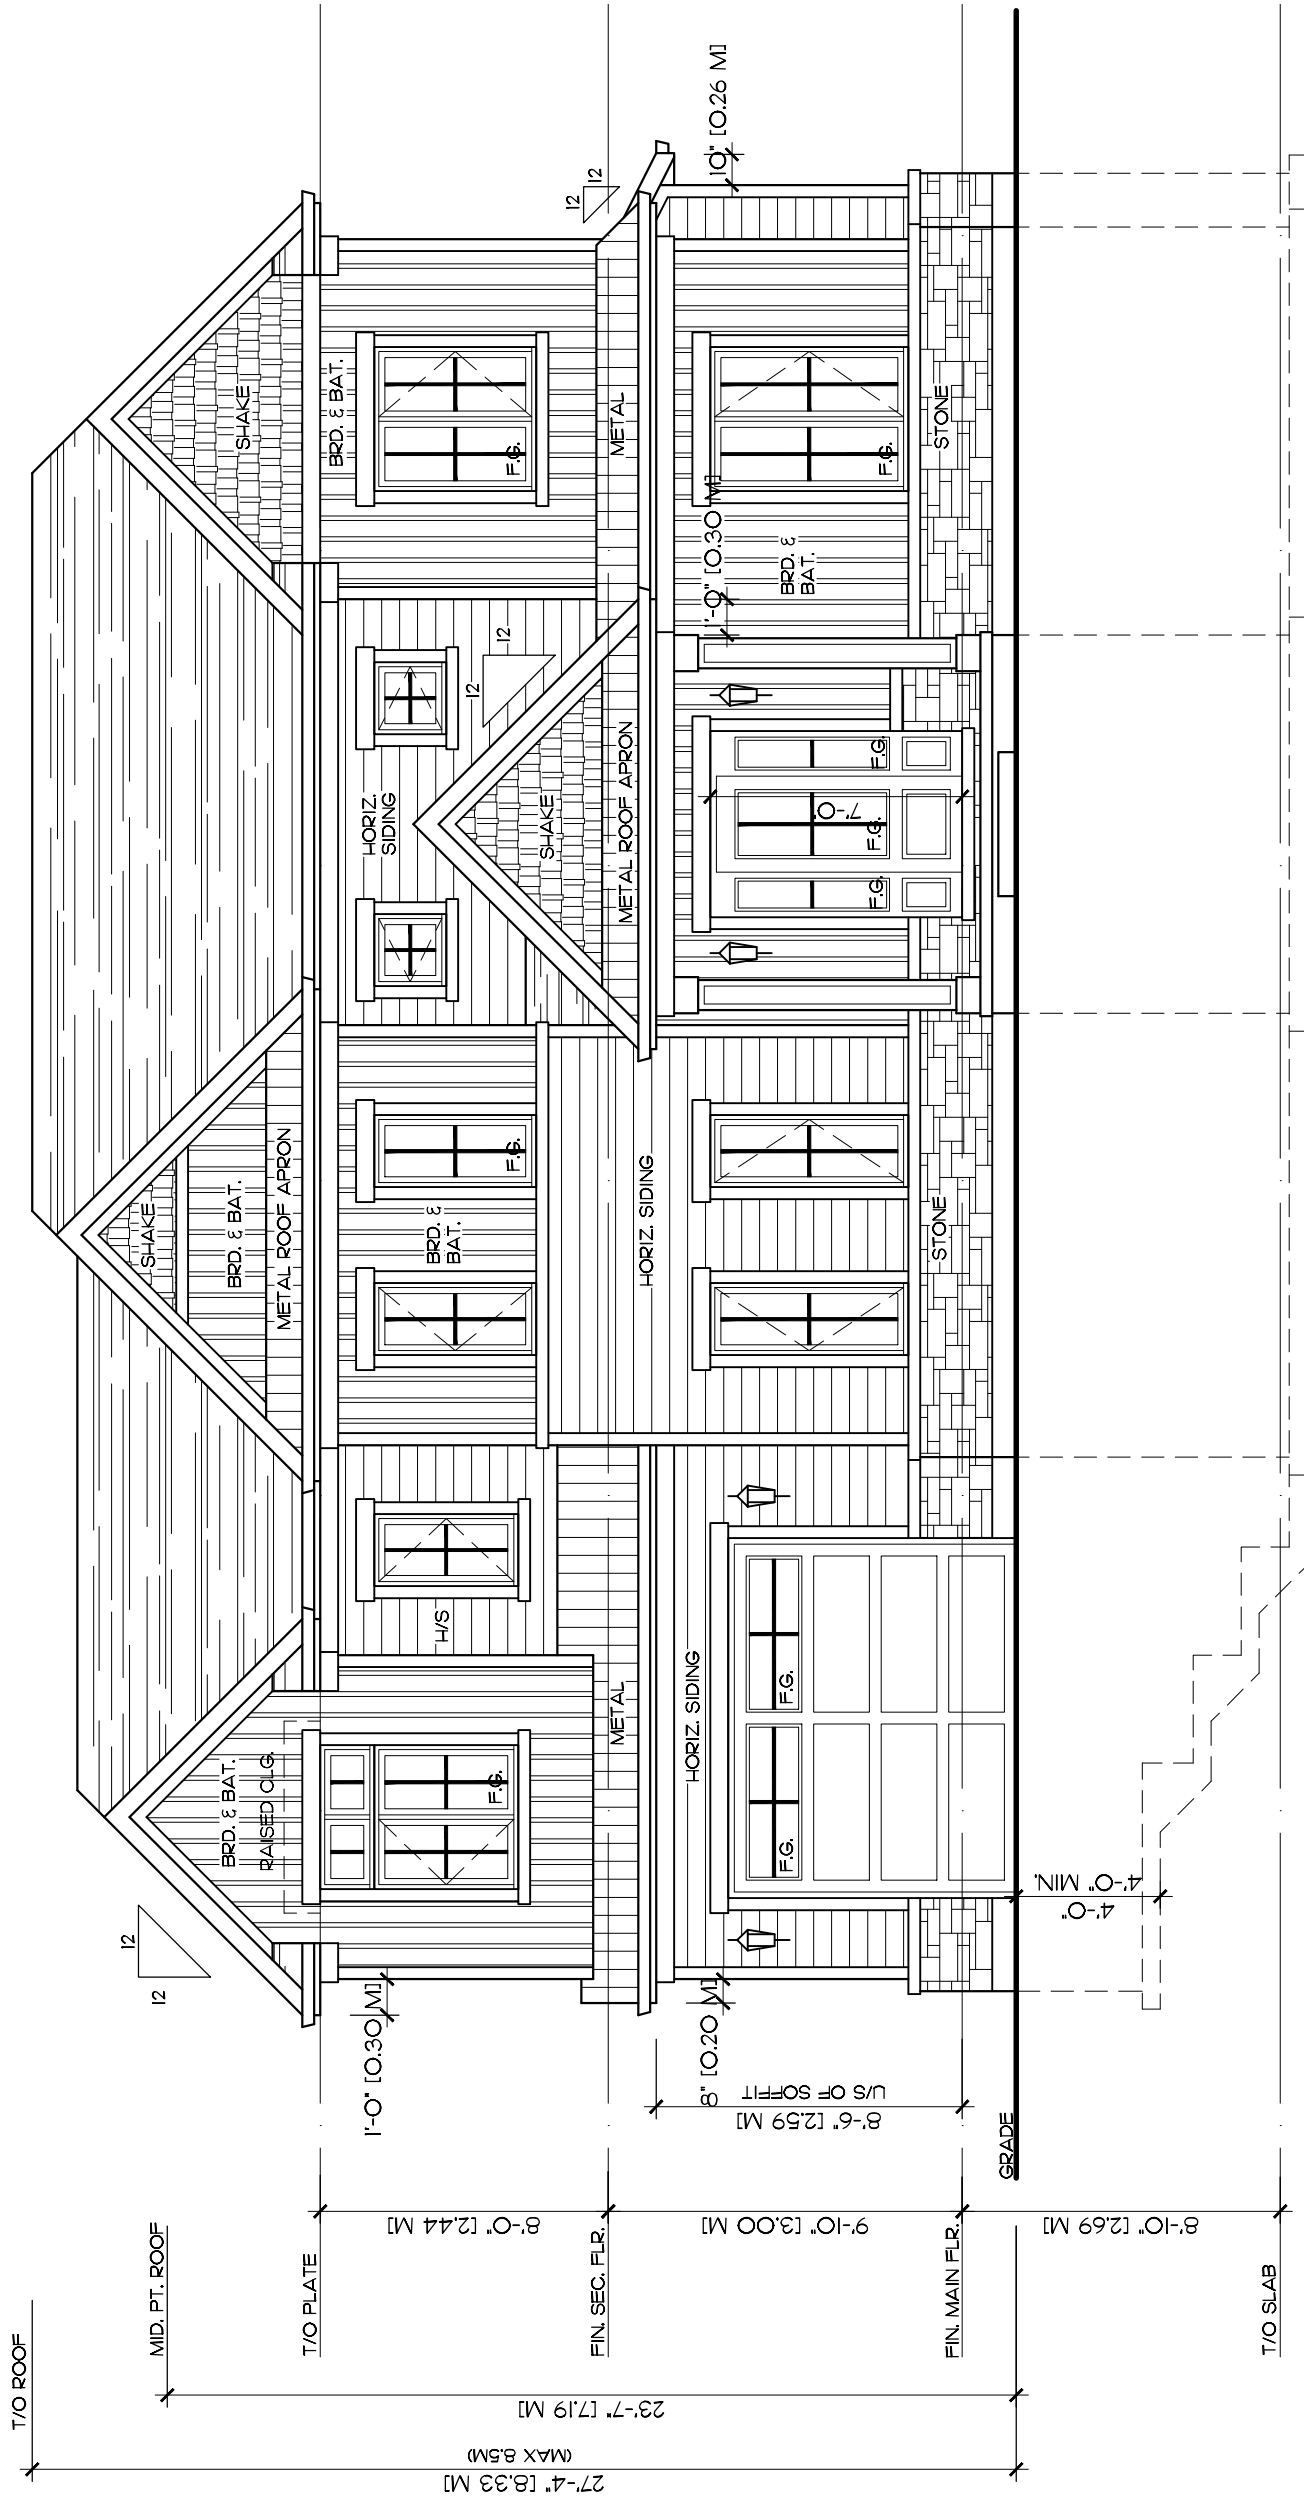 T/O ROOF
MID. PT. ROOF
T/O PLATE
FIN. SEC. FLR.
FIN. MAIN FLR.
T/O SLAB
GRADE
27'-4" [8.33 M]
(MAX 8.5M)
23'-7" [7.19 M]
8'-0" [2.44 M]
9'-10" [3.00 M]
8'-10" [2.69 M]
8'-6" [2.59 M]
U/S OF SOFFIT
1'-0" [0.30 M]
8" [0.20 M]
12
12
BRD. & BAT.
RAISED CLG.
F.G.
METAL
HORIZ. SIDING
F.G.
F.G.
4'-0"
4'-0" MIN.
H/S
SHAKE
BRD. & BAT.
METAL ROOF APRON
BRD. &
BAT.
F.G.
HORIZ. SIDING
STONE
HORIZ.
SIDING
12
12
SHAKE
METAL ROOF APRON
7'-0"
F.G.
F.G.
F.G.
SHAKE
BRD. & BAT.
F.G.
METAL
1'-0" [0.30 M]
BRD. &
BAT.
F.G.
STONE
12
12
10" [0.26 M]